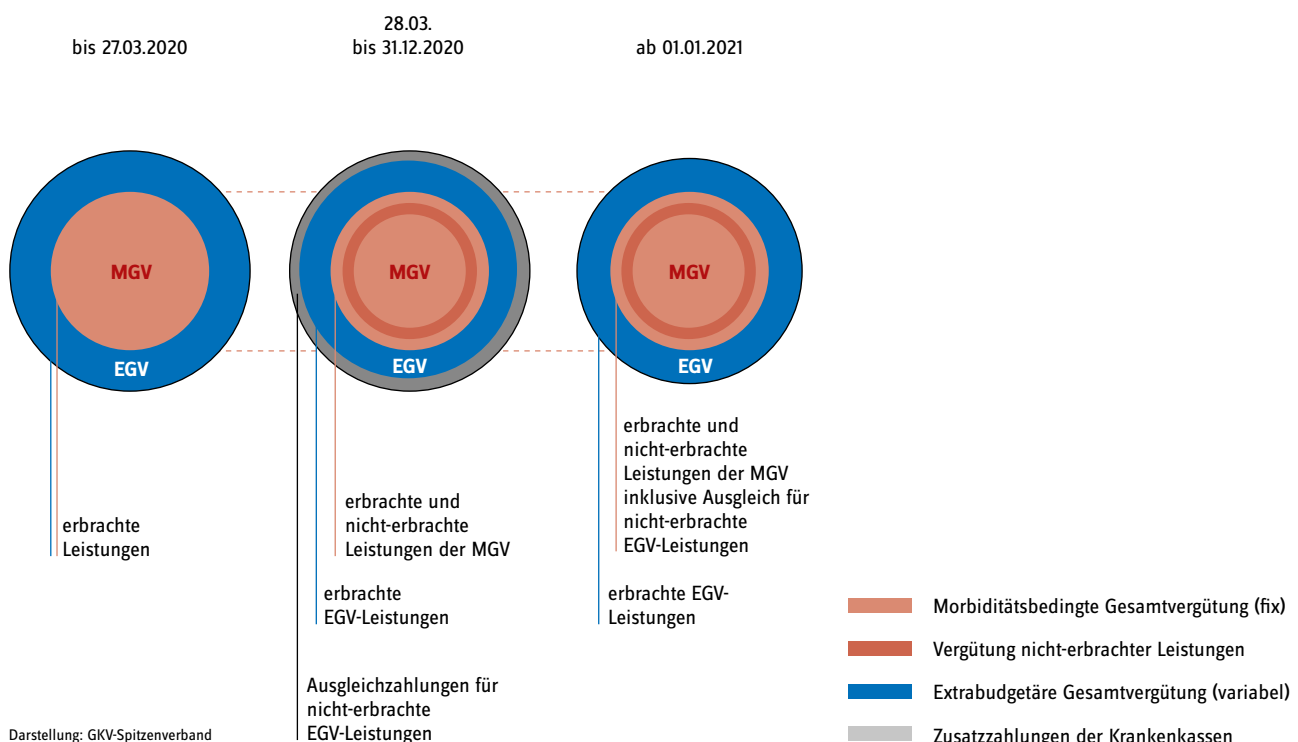 bis 27.03.2020
28.03.
bis 31.12.2020
ab 01.01.2021
MGV
EGV
MGV
EGV
MGV
EGV
erbrachte
Leistungen
erbrachte und
nicht-erbrachte
Leistungen der MGV
erbrachte
EGV-Leistungen
Ausgleichzahlungen für
nicht-erbrachte
EGV-Leistungen
erbrachte und
nicht-erbrachte
Leistungen der MGV
inklusive Ausgleich für
nicht-erbrachte
EGV-Leistungen
erbrachte EGV-
Leistungen
Morbiditätsbedingte Gesamtvergütung (fix)
Vergütung nicht-erbrachter Leistungen
Extrabudgetäre Gesamtvergütung (variabel)
Zusatzzahlungen der Krankenkassen
Darstellung: GKV-Spitzenverband